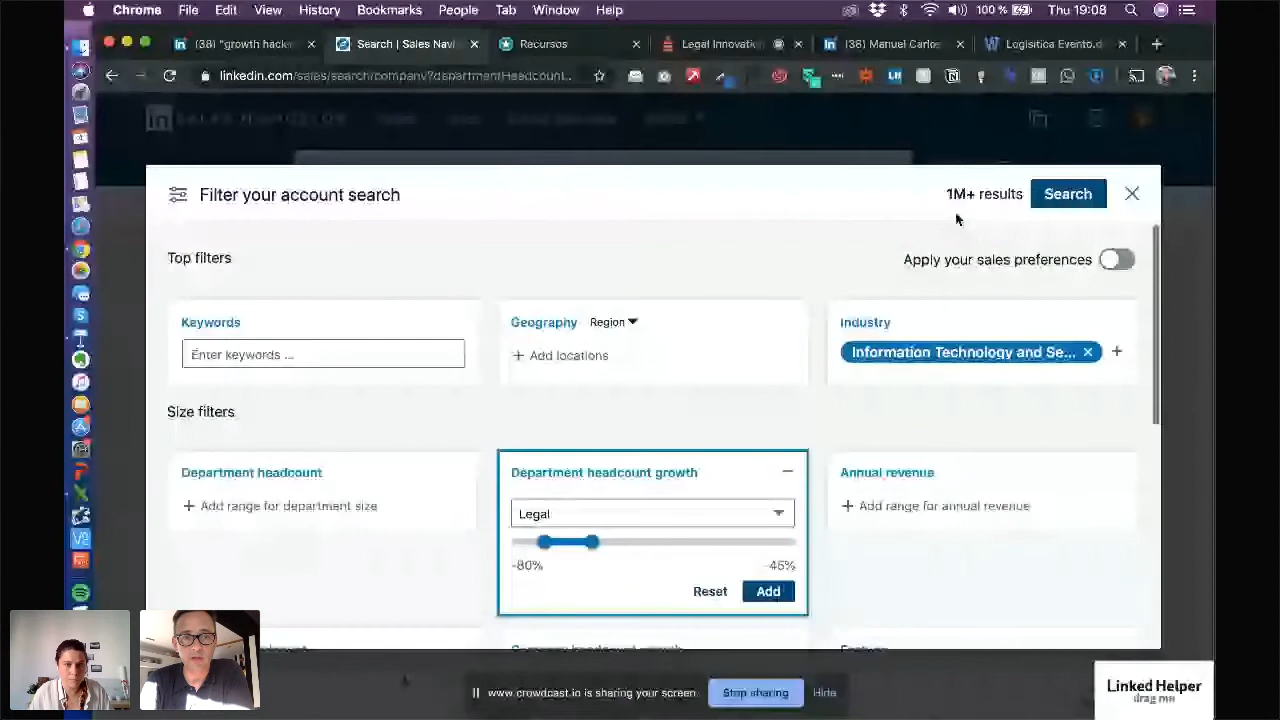 Chrome File Edit View History Bookmarks People Tab Window Help 100 % Thu 19:08
(38) "growth hack
Search | Sales Navi
Recursos
Legal Innovation
(38) Manuel Carlos
Logisitica Evento.d
linkedin.com/sales/search/company?departmentHeadcount...
Filter your account search
1M+ results
Search
Top filters
Apply your sales preferences
Keywords
Geography Region
Industry
Enter keywords ...
+ Add locations
Information Technology and Se...
Size filters
Department headcount
Department headcount growth
Annual revenue
+ Add range for department size
Legal
+ Add range for annual revenue
-80%
-45%
Reset
Add
www.crowdcast.io is sharing your screen.
Stop sharing
Hide
Linked Helper
drag me